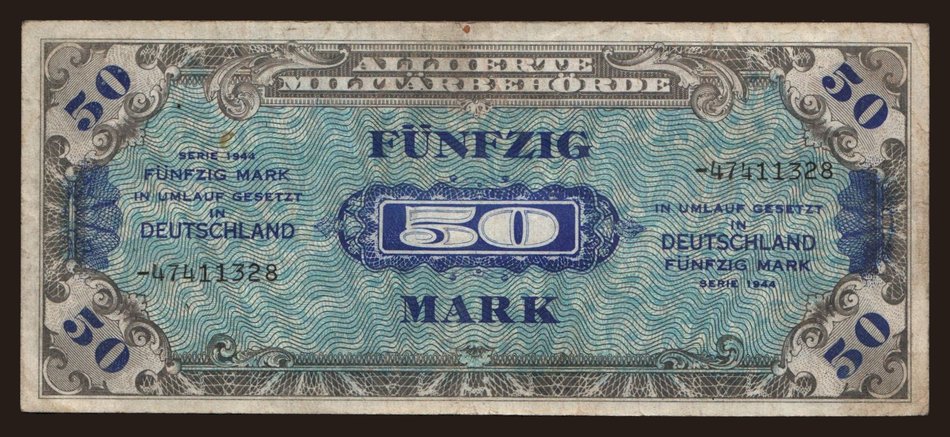 ALLIIERTE
MILITÄRBEHÖRDE
50
50
FÜNFZIG
SERIE 1944
FÜNFZIG MARK
IN UMLAUF GESETZT
IN
DEUTSCHLAND
-47411328
50
-47411328
IN UMLAUF GESETZT
IN
DEUTSCHLAND
FÜNFZIG MARK
SERIE 1944
MARK
50
50